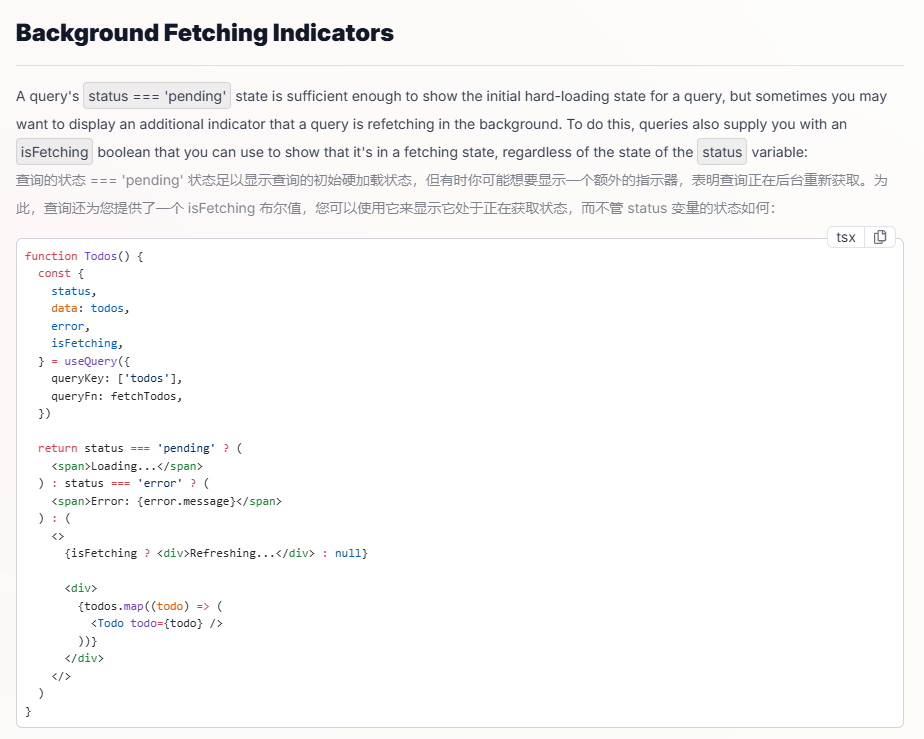 Background Fetching Indicators
A query's status === 'pending' state is sufficient enough to show the initial hard-loading state for a query, but sometimes you may
want to display an additional indicator that a query is refetching in the background. To do this, queries also supply you with an
isFetching boolean that you can use to show that it's in a fetching state, regardless of the state of the status variable:
查询的状态 === 'pending' 状态足以显示查询的初始硬加载状态，但有时你可能想要显示一个额外的指示器，表明查询正在后台重新获取。为
此，查询还为您提供了一个 isFetching 布尔值，您可以使用它来显示它处于正在获取状态，而不管 status 变量的状态如何：
tsx
function Todos() {
  const {
    status,
    data: todos,
    error,
    isFetching,
  } = useQuery({
    queryKey: ['todos'],
    queryFn: fetchTodos,
  })

  return status === 'pending' ? (
    <span>Loading...</span>
  ) : status === 'error' ? (
    <span>Error: {error.message}</span>
  ) : (
    <>
      {isFetching ? <div>Refreshing...</div> : null}

      <div>
        {todos.map((todo) => (
          <Todo todo={todo} />
        ))}
      </div>
    </>
  )
}